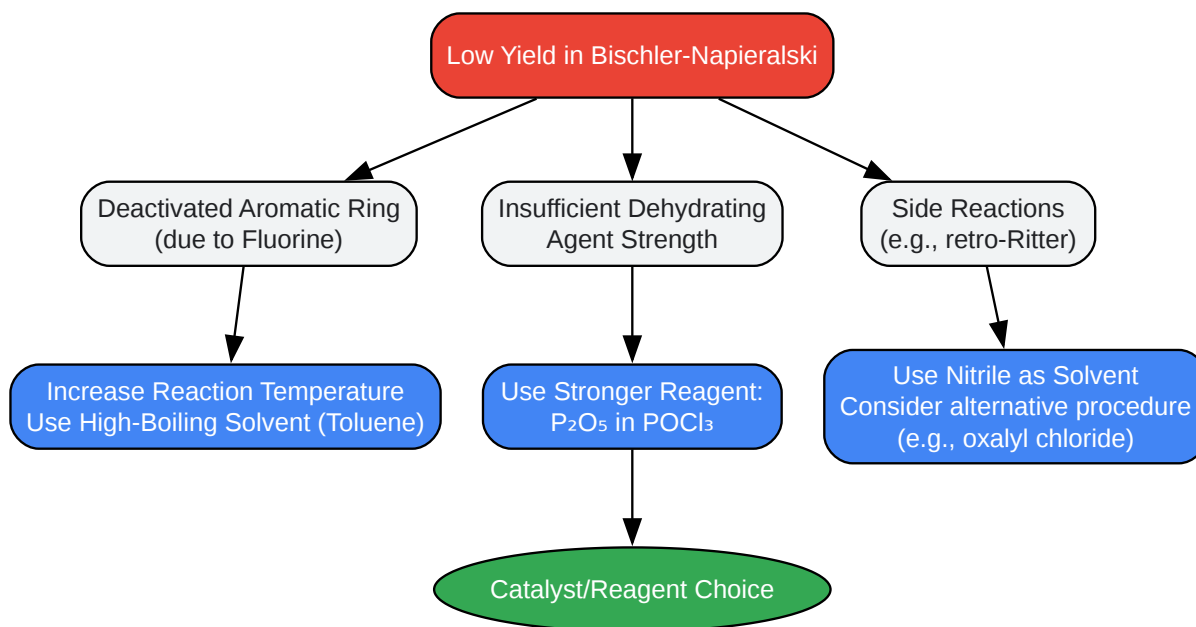 Low Yield in Bischler-Napieralski
Deactivated Aromatic Ring
(due to Fluorine)
Insufficient Dehydrating
Agent Strength
Side Reactions
(e.g., retro-Ritter)
Increase Reaction Temperature
Use High-Boiling Solvent (Toluene)
Use Stronger Reagent:
P₂O₅ in POCl₃
Use Nitrile as Solvent
Consider alternative procedure
(e.g., oxalyl chloride)
Catalyst/Reagent Choice